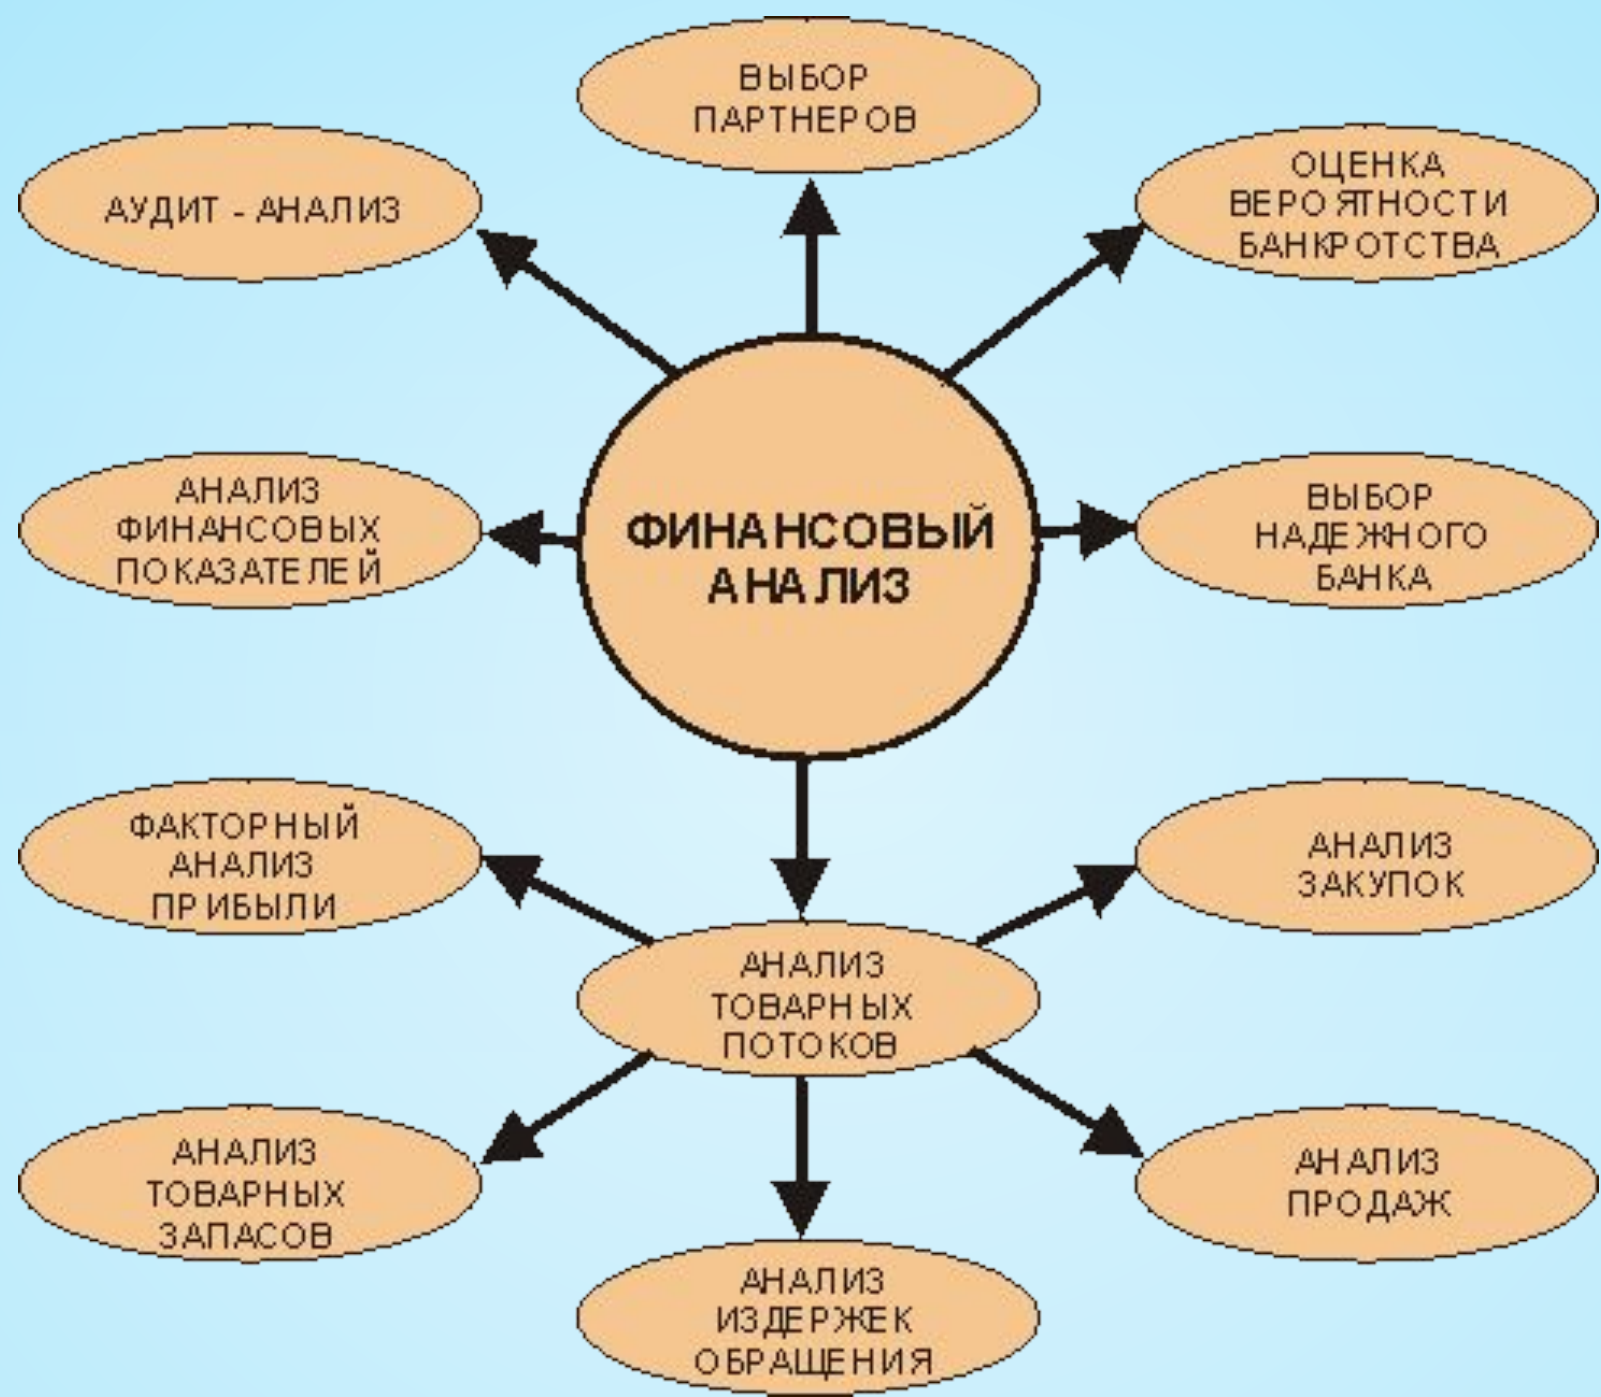 ВЫБОР
ПАРТНЕРОВ
АУДИТ - АНАЛИЗ
ОЦЕНКА
ВЕРОЯТНОСТИ
БАНКРОТСТВА
АНАЛИЗ
ФИНАНСОВЫХ
ПОКАЗАТЕЛЕЙ
ФИНАНСОВЫЙ
АНАЛИЗ
ВЫБОР
НАДЕЖНОГО
БАНКА
ФАКТОРНЫЙ
АНАЛИЗ
ПРИБЫЛИ
АНАЛИЗ
ЗАКУПОК
АНАЛИЗ
ТОВАРНЫХ
ПОТОКОВ
АНАЛИЗ
ТОВАРНЫХ
ЗАПАСОВ
АНАЛИЗ
ПРОДАЖ
АНАЛИЗ
ИЗДЕРЖЕК
ОБРАЩЕНИЯ